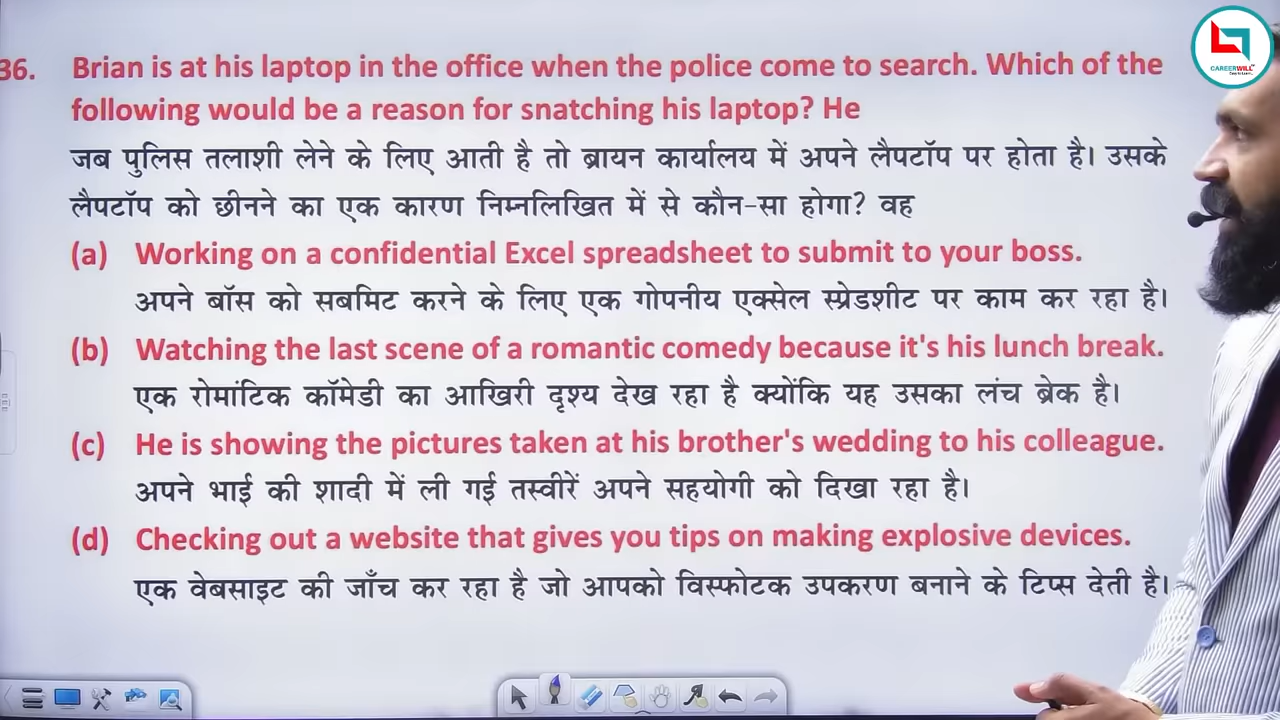 CAREERWILL
36. Brian is at his laptop in the office when the police come to search. Which of the
following would be a reason for snatching his laptop? He
जब पुलिस तलाशी लेने के लिए आती है तो ब्रायन कार्यालय में अपने लैपटॉप पर होता है। उसके
लैपटॉप को छीनने का एक कारण निम्नलिखित में से कौन-सा होगा? वह
(a) Working on a confidential Excel spreadsheet to submit to your boss.
अपने बॉस को सबमिट करने के लिए एक गोपनीय एक्सेल स्प्रेडशीट पर काम कर रहा है।
(b) Watching the last scene of a romantic comedy because it's his lunch break.
एक रोमांटिक कॉमेडी का आखिरी दृश्य देख रहा है क्योंकि यह उसका लंच ब्रेक है।
(c) He is showing the pictures taken at his brother's wedding to his colleague.
अपने भाई की शादी में ली गई तस्वीरें अपने सहयोगी को दिखा रहा है।
(d) Checking out a website that gives you tips on making explosive devices.
एक वेबसाइट की जाँच कर रहा है जो आपको विस्फोटक उपकरण बनाने के टिप्स देती है।